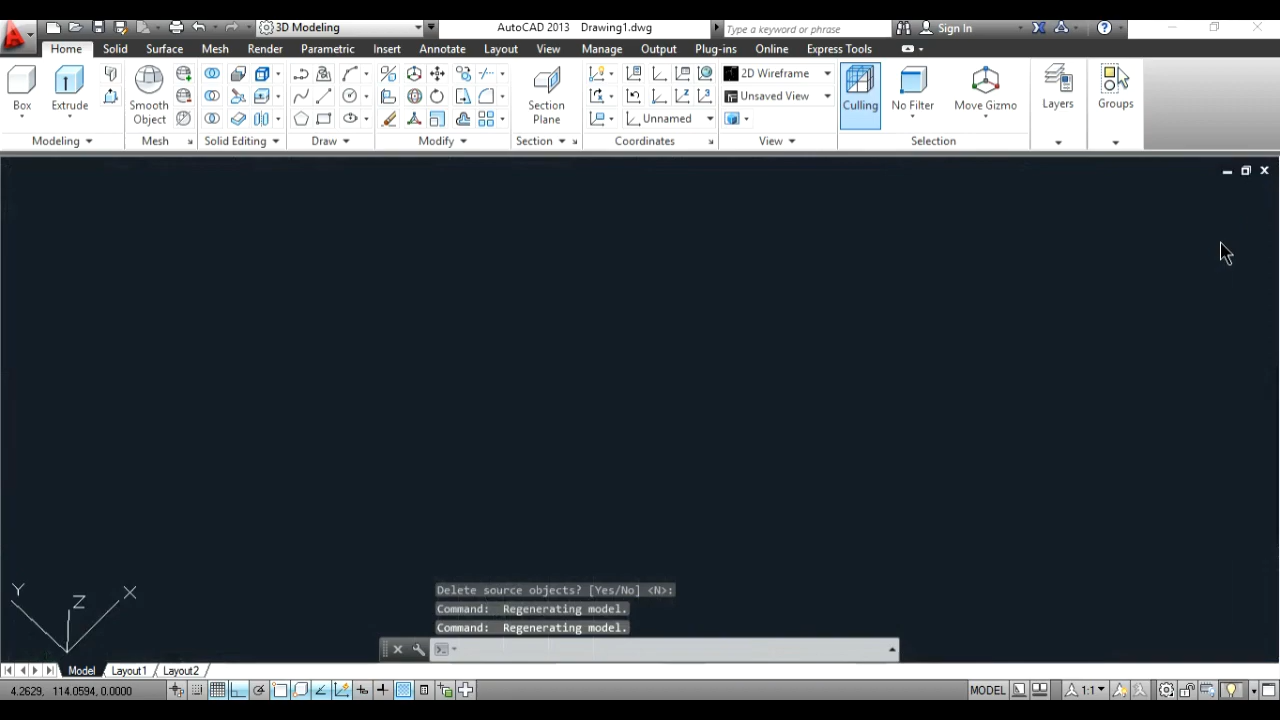 3D Modeling AutoCAD 2013 Drawing1.dwg Type a keyword or phrase Sign In
Home Solid Surface Mesh Render Parametric Insert Annotate Layout View Manage Output Plug-ins Online Express Tools
2D Wireframe
Unsaved View
Box Extrude Smooth Object Section Plane Unnamed Culling No Filter Move Gizmo Layers Groups
Modeling Mesh Solid Editing Draw Modify Section Coordinates View Selection
Y Z X
Delete source objects? [Yes/No] <N>:
Command: Regenerating model.
Command: Regenerating model.
Model Layout1 Layout2
4.2629, 114.0594, 0.0000 MODEL 1:1